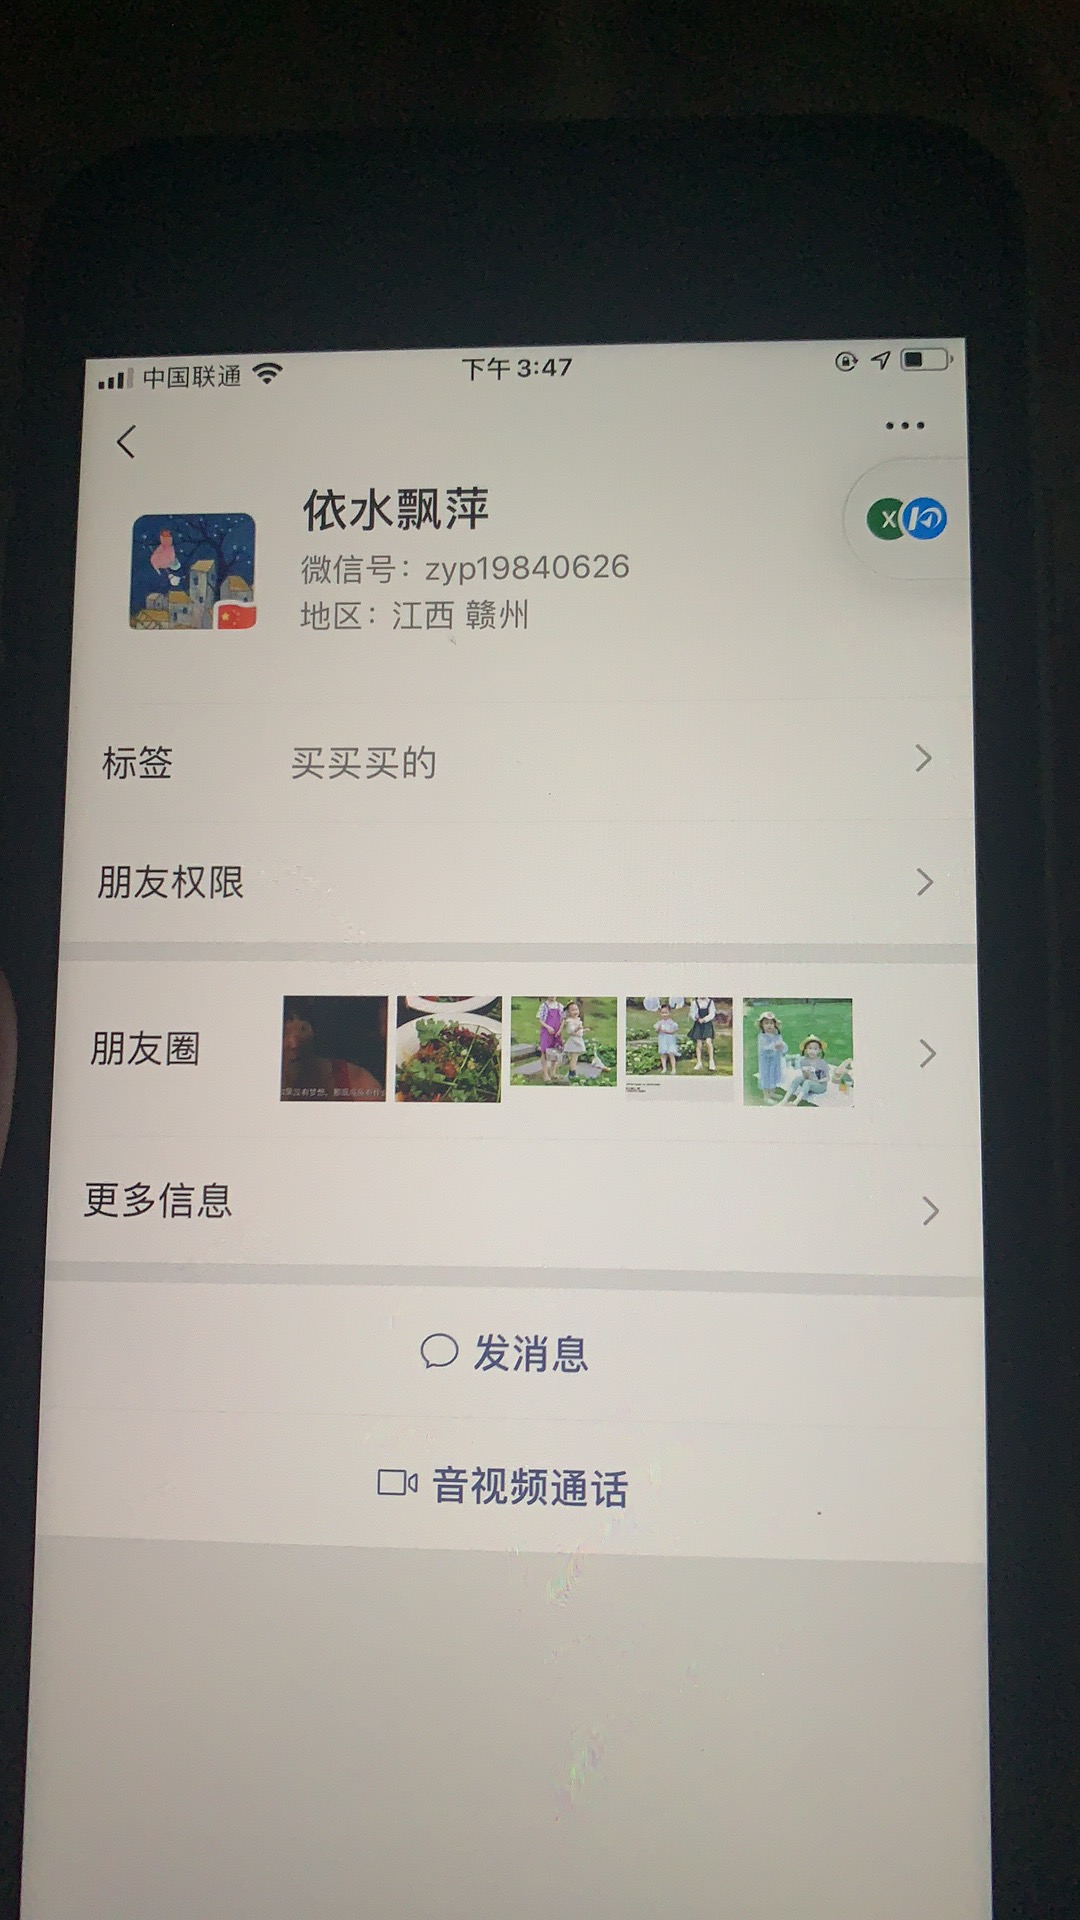 中国联通
下午3:47
依水飘萍
微信号：zyp19840626
地区：江西 赣州
X
标签 买买买的
朋友权限
朋友圈
更多信息
发消息
音视频通话